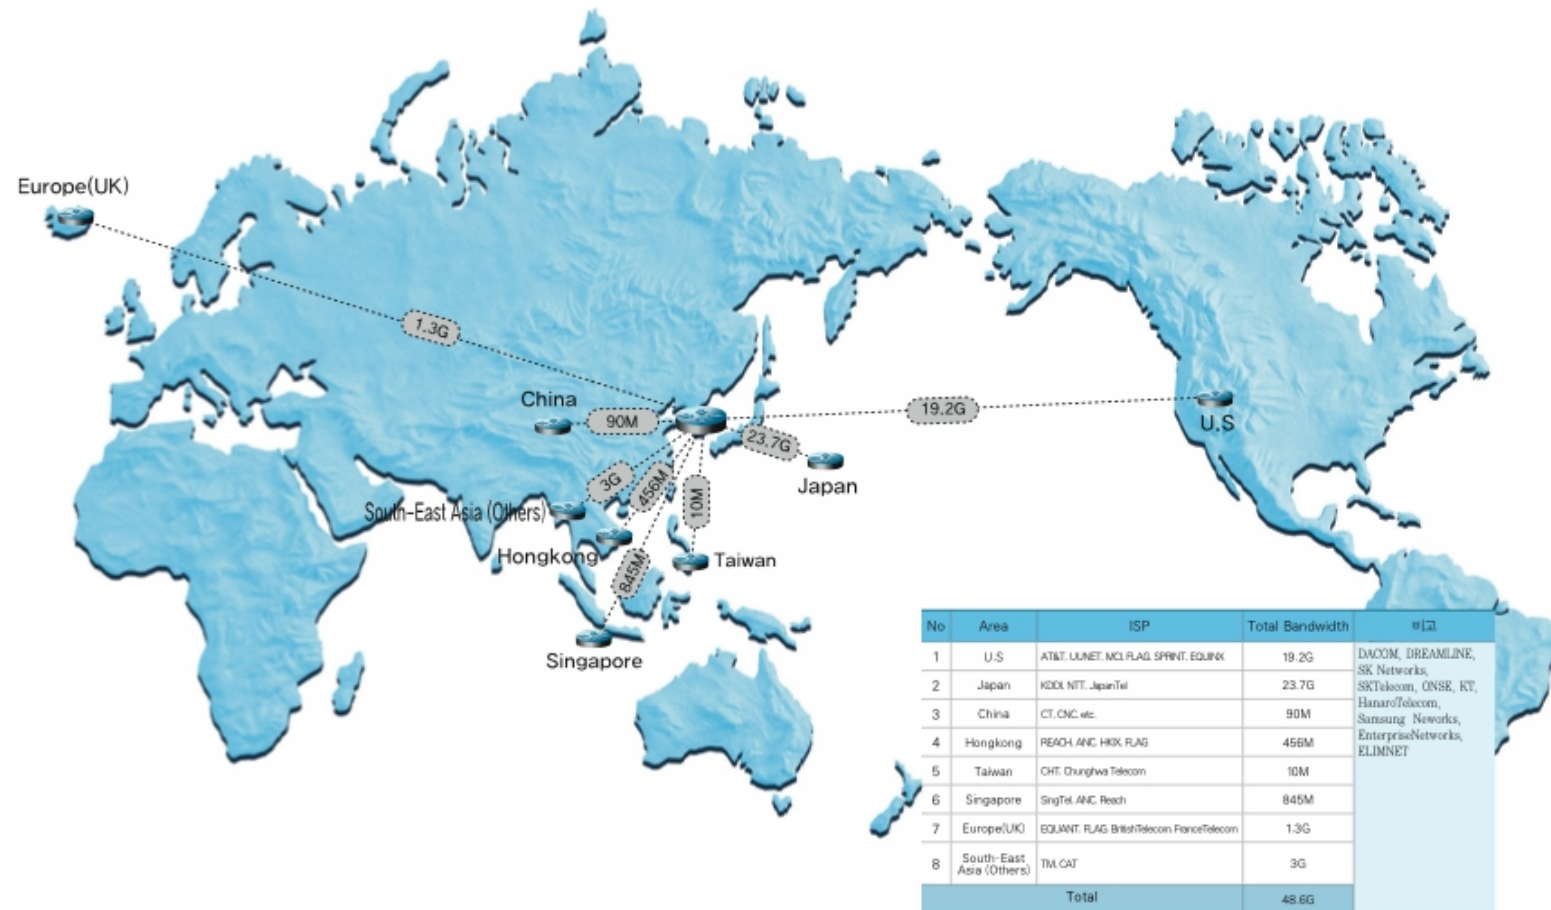 Europe(UK)
1.3G
China
90M
19.2G
U.S
23.7G
Japan
3G
456M
10M
South-East Asia (Others)
Hongkong
845M
Taiwan
Singapore
No Area ISP Total Bandwidth 비고
1 U.S AT&T. UUNET. MCI. FLAG. SPRINT. EQUINX 19.2G
2 Japan KDDI. NTT. JapanTel 23.7G
3 China CT. CNC. etc. 90M
4 Hongkong REACH. ANC. HKIX. FLAG 456M
5 Taiwan CHT. Chunghwa Telecom 10M
6 Singapore SingTel. ANC. Reach 845M
7 Europe(UK) EQUANT. FLAG. BritishTelecom. FranceTelecom 1.3G
8 South-East
Asia (Others) TM. CAT 3G
Total 48.6G
DACOM, DREAMLINE,
SK Networks,
SKTelecom, ONSE, KT,
HanaroTelecom,
Samsung Neworks,
EnterpriseNetworks,
ELIMNET